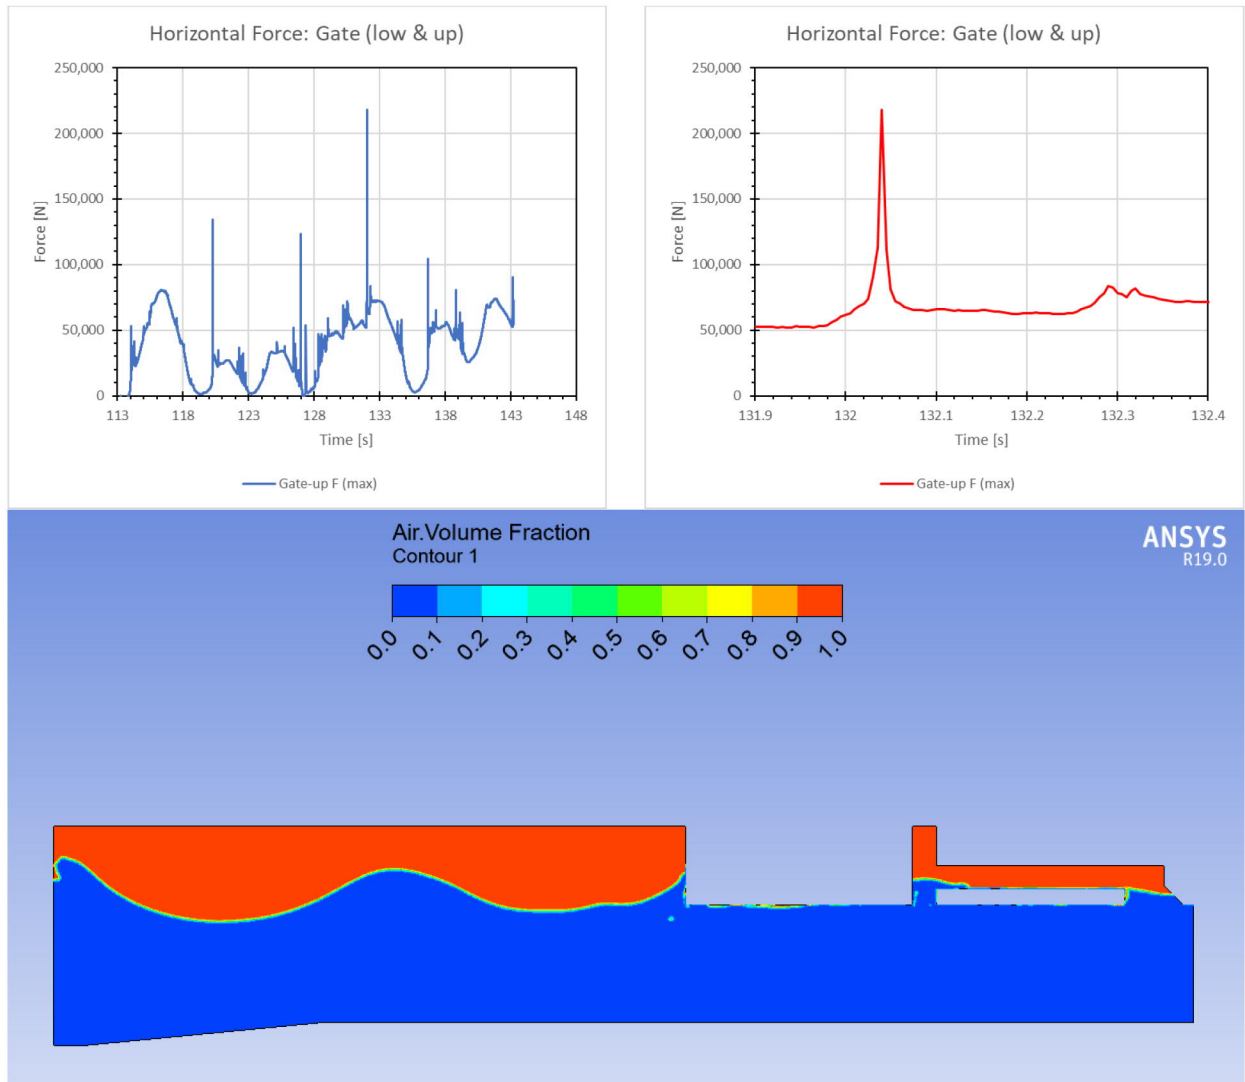 Horizontal Force: Gate (low & up)
250,000
200,000
150,000
100,000
50,000
0
Force [N]
113 118 123 128 133 138 143 148
Time [s]
Gate-up F (max)
Horizontal Force: Gate (low & up)
250,000
200,000
150,000
100,000
50,000
0
Force [N]
131.9 132 132.1 132.2 132.3 132.4
Time [s]
Gate-up F (max)
Air.Volume Fraction
Contour 1
0.0 0.1 0.2 0.3 0.4 0.5 0.6 0.7 0.8 0.9 1.0
ANSYS
R19.0